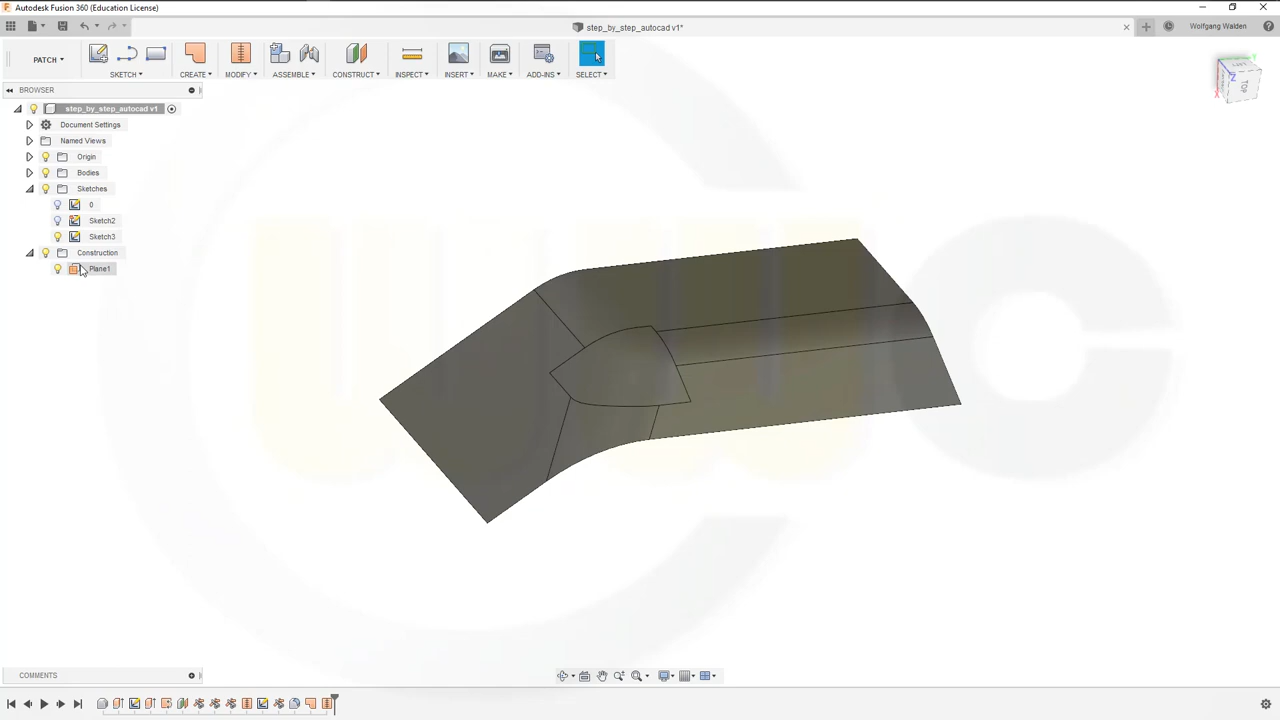 Autodesk Fusion 360 (Education License)
step_by_step_autocad v1*
Wolfgang Walden
PATCH
SKETCH
CREATE
MODIFY
ASSEMBLE
CONSTRUCT
INSPECT
INSERT
MAKE
ADD-INS
SELECT
TOP
BROWSER
step_by_step_autocad v1
Document Settings
Named Views
Origin
Bodies
Sketches
0
Sketch2
Sketch3
Construction
Plane1
COMMENTS